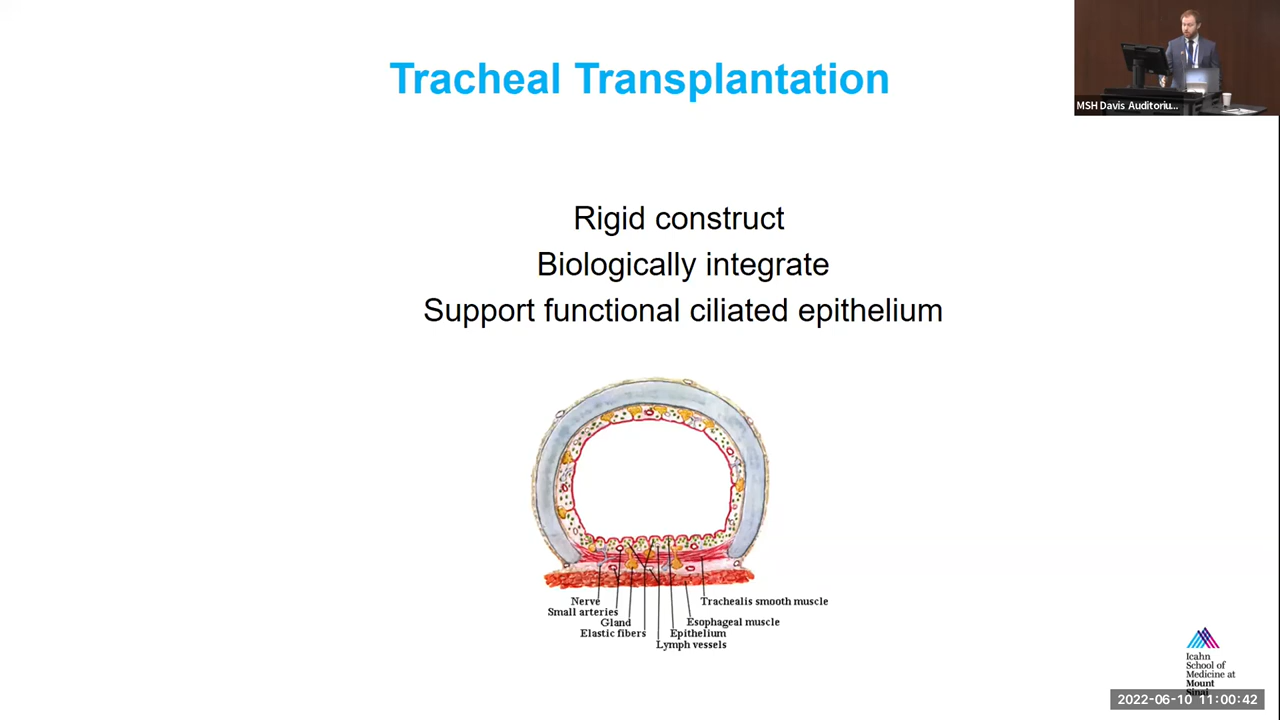 Tracheal Transplantation
MSH Davis Auditoriu...
Rigid construct
Biologically integrate
Support functional ciliated epithelium
Nerve
Small arteries
Gland
Elastic fibers
Trachealis smooth muscle
Esophageal muscle
Epithelium
Lymph vessels
Icahn
School of
Medicine at
Mount
Sinai
2022-06-10 11:00:42